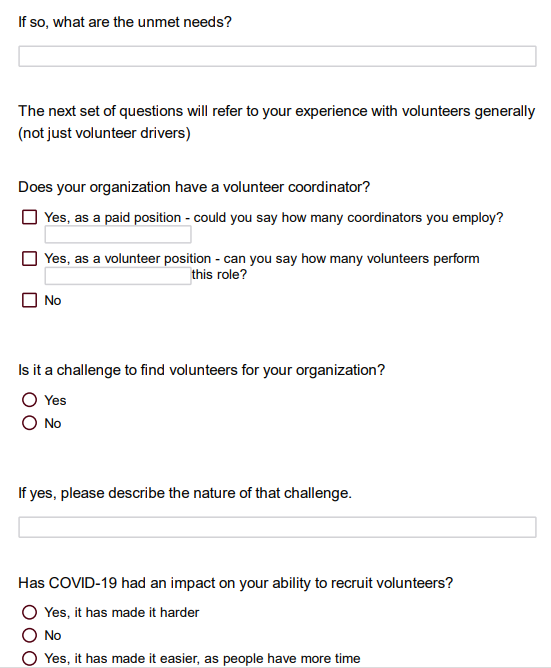 If so, what are the unmet needs?
The next set of questions will refer to your experience with volunteers generally
(not just volunteer drivers)
Does your organization have a volunteer coordinator?
Yes, as a paid position - could you say how many coordinators you employ?
Yes, as a volunteer position - can you say how many volunteers perform
this role?
No
Is it a challenge to find volunteers for your organization?
Yes
No
If yes, please describe the nature of that challenge.
Has COVID-19 had an impact on your ability to recruit volunteers?
Yes, it has made it harder
No
Yes, it has made it easier, as people have more time